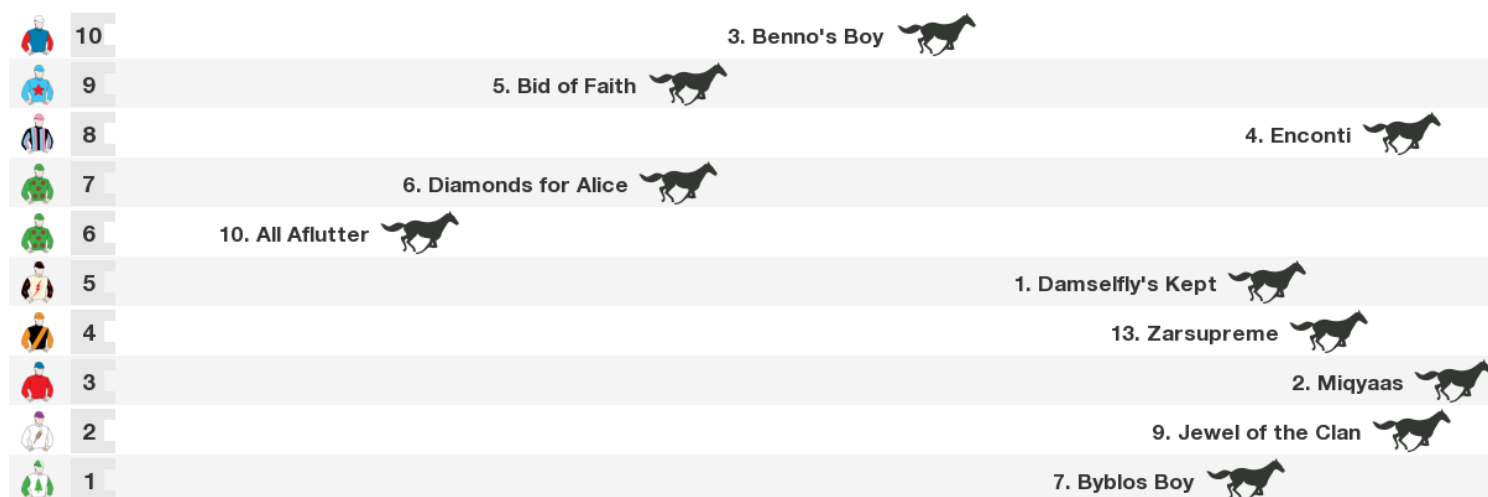 10 3. Benno's Boy
9 5. Bid of Faith
8 4. Enconti
7 6. Diamonds for Alice
6 10. All Aflutter
5 1. Damselfly's Kept
4 13. Zarsupreme
3 2. Miqyaas
2 9. Jewel of the Clan
1 7. Byblos Boy